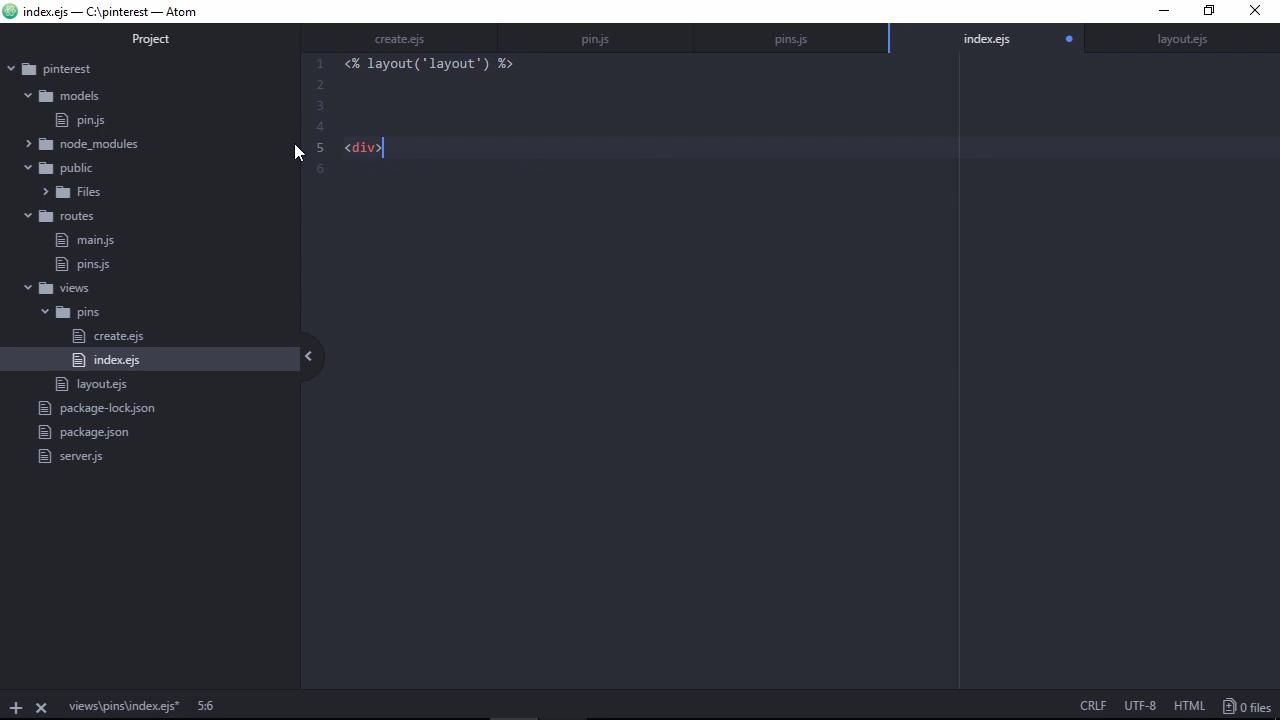 index.ejs — C:\pinterest — Atom
Project
create.ejs
pin.js
pins.js
index.ejs
layout.ejs
pinterest
models
pin.js
node_modules
public
Files
routes
main.js
pins.js
views
pins
create.ejs
index.ejs
layout.ejs
package-lock.json
package.json
server.js
1 <% layout('layout') %>
2
3
4
5 <div>
6
views\pins\index.ejs* 5:6
CRLF UTF-8 HTML 0 files